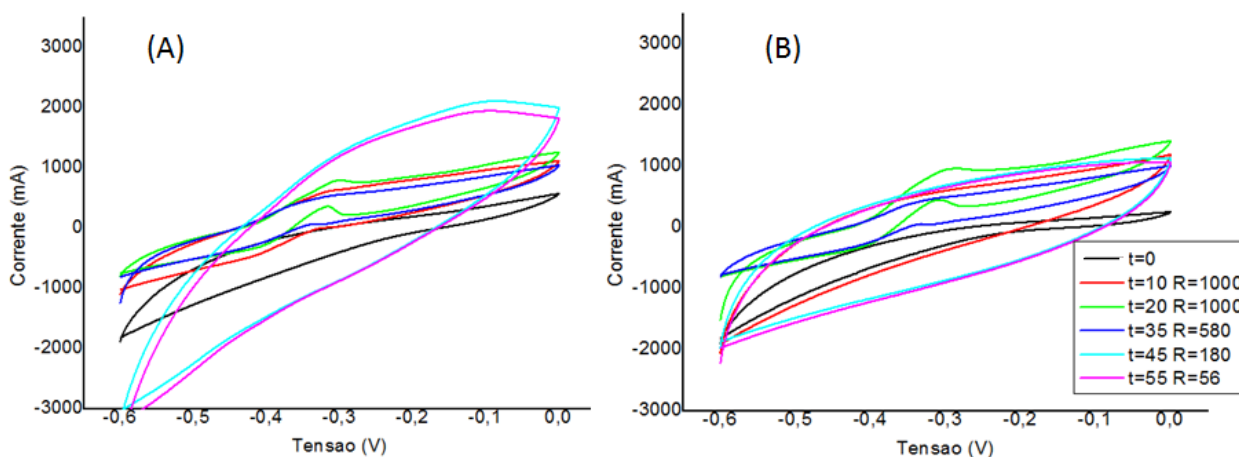 (A)
3000
2000
1000
0
-1000
-2000
-3000
Corrente (mA)
-0,6 -0,5 -0,4 -0,3 -0,2 -0,1 0,0
Tensao (V)
(B)
3000
2000
1000
0
-1000
-2000
-3000
Corrente (mA)
-0,6 -0,5 -0,4 -0,3 -0,2 -0,1 0,0
Tensao (V)
t=0
t=10 R=1000
t=20 R=1000
t=35 R=580
t=45 R=180
t=55 R=56